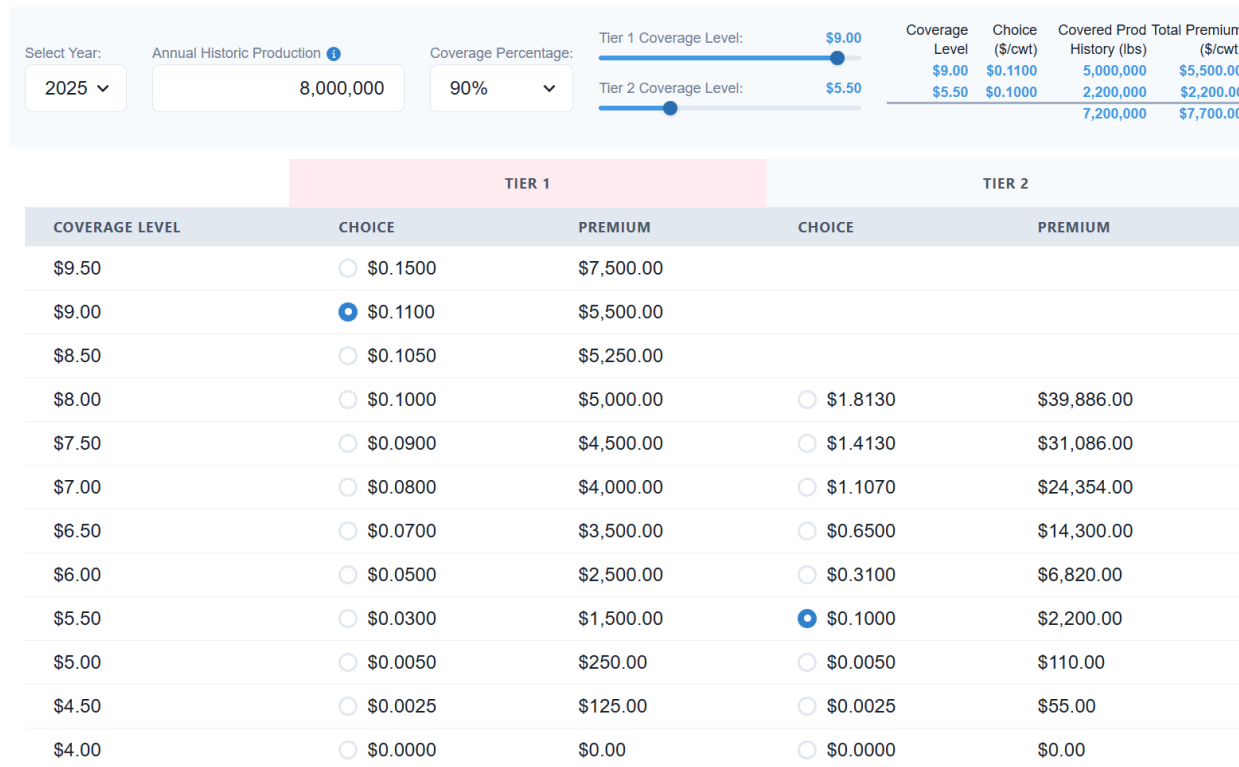 Select Year:
2025
Annual Historic Production
8,000,000
Coverage Percentage:
90%
Tier 1 Coverage Level: $9.00
Tier 2 Coverage Level: $5.50
Coverage Level Choice ($/cwt) Covered Prod History (lbs) Total Premium ($/cwt
$9.00 $0.1100 5,000,000 $5,500.00
$5.50 $0.1000 2,200,000 $2,200.00
7,200,000 $7,700.00
TIER 1 TIER 2
COVERAGE LEVEL CHOICE PREMIUM CHOICE PREMIUM
$9.50 $0.1500 $7,500.00
$9.00 $0.1100 $5,500.00
$8.50 $0.1050 $5,250.00
$8.00 $0.1000 $5,000.00 $1.8130 $39,886.00
$7.50 $0.0900 $4,500.00 $1.4130 $31,086.00
$7.00 $0.0800 $4,000.00 $1.1070 $24,354.00
$6.50 $0.0700 $3,500.00 $0.6500 $14,300.00
$6.00 $0.0500 $2,500.00 $0.3100 $6,820.00
$5.50 $0.0300 $1,500.00 $0.1000 $2,200.00
$5.00 $0.0050 $250.00 $0.0050 $110.00
$4.50 $0.0025 $125.00 $0.0025 $55.00
$4.00 $0.0000 $0.00 $0.0000 $0.00